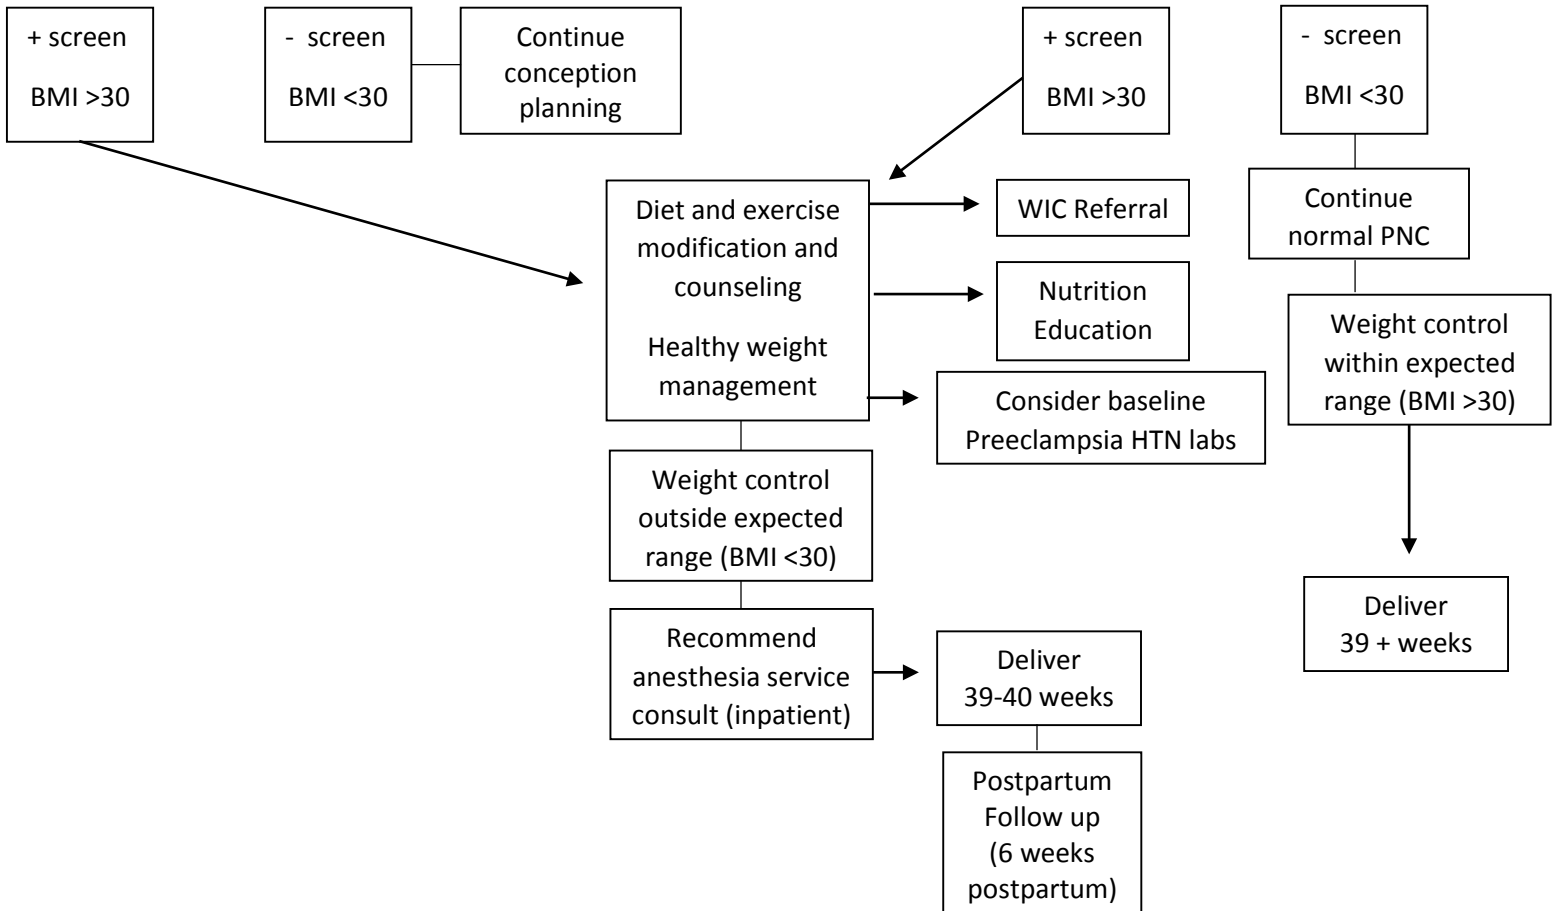 + screen
BMI >30
- screen
BMI <30
Continue
conception
planning
+ screen
BMI >30
- screen
BMI <30
Diet and exercise
modification and
counseling
Healthy weight
management
WIC Referral
Nutrition
Education
Consider baseline
Preeclampsia HTN labs
Continue
normal PNC
Weight control
within expected
range (BMI >30)
Weight control
outside expected
range (BMI <30)
Recommend
anesthesia service
consult (inpatient)
Deliver
39-40 weeks
Deliver
39 + weeks
Postpartum
Follow up
(6 weeks
postpartum)